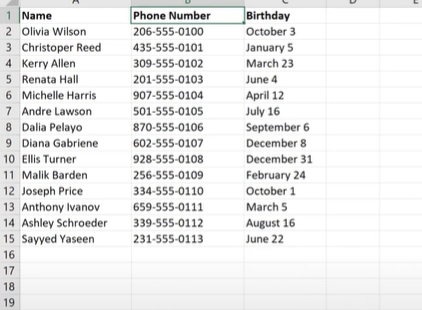 1 Name Phone Number Birthday
2 Olivia Wilson 206-555-0100 October 3
3 Christoper Reed 435-555-0101 January 5
4 Kerry Allen 309-555-0102 March 23
5 Renata Hall 201-555-0103 June 4
6 Michelle Harris 907-555-0104 April 12
7 Andre Lawson 501-555-0105 July 16
8 Dalia Pelayo 870-555-0106 September 6
9 Diana Gabriene 602-555-0107 December 8
10 Ellis Turner 928-555-0108 December 31
11 Malik Barden 256-555-0109 February 24
12 Joseph Price 334-555-0110 October 1
13 Anthony Ivanov 659-555-0111 March 5
14 Ashley Schroeder 339-555-0112 August 16
15 Sayyed Yaseen 231-555-0113 June 22
16
17
18
19